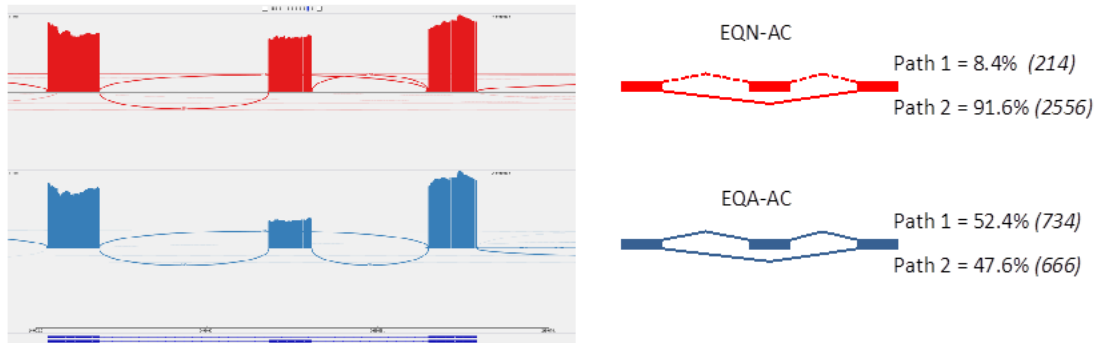 EQN-AC
Path 1 = 8.4% (214)
Path 2 = 91.6% (2556)
EQA-AC
Path 1 = 52.4% (734)
Path 2 = 47.6% (666)